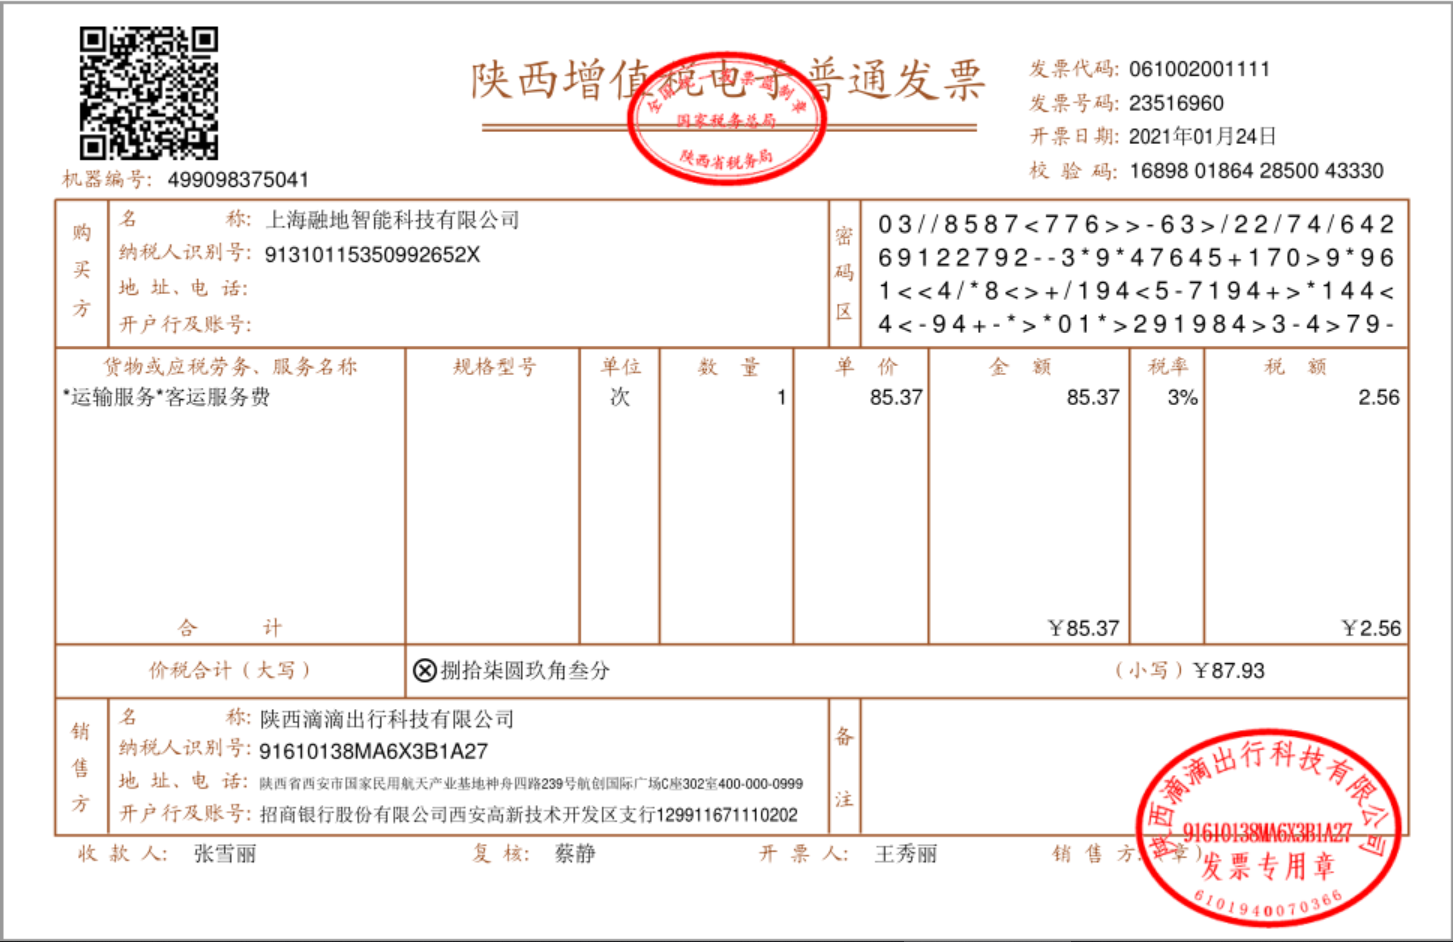 陕西增值税电子普通发票
全国统一发票监制章
国家税务总局
陕西省税务局
发票代码: 061002001111
发票号码: 23516960
开票日期: 2021年01月24日
校 验 码: 16898 01864 28500 43330
机器编号: 499098375041
购买方
名 称: 上海融地智能科技有限公司
纳税人识别号: 91310115350992652X
地 址、电 话:
开户行及账号:
密码区
03//8587<776>>-63>/22/74/642
69122792--3*9*47645+170>9*96
1<<4/*8<>+/194<5-7194+>*144<
4<-94+-*>*01*>291984>3-4>79-
货物或应税劳务、服务名称 规格型号 单位 数 量 单 价 金 额 税率 税 额
*运输服务*客运服务费 次 1 85.37 85.37 3% 2.56
合 计 ￥85.37 ￥2.56
价税合计（大写） ⊗捌拾柒圆玖角叁分 （小写）￥87.93
销售方
名 称: 陕西滴滴出行科技有限公司
纳税人识别号: 91610138MA6X3B1A27
地 址、电 话: 陕西省西安市国家民用航天产业基地神舟四路239号航创国际广场C座302室400-000-0999
开户行及账号: 招商银行股份有限公司西安高新技术开发区支行129911671110202
备注
收 款 人: 张雪丽 复 核: 蔡静 开 票 人: 王秀丽 销 售 方:（章）
陕西滴滴出行科技有限公司
91610138MA6X3B1A27
发票专用章
6101940070366